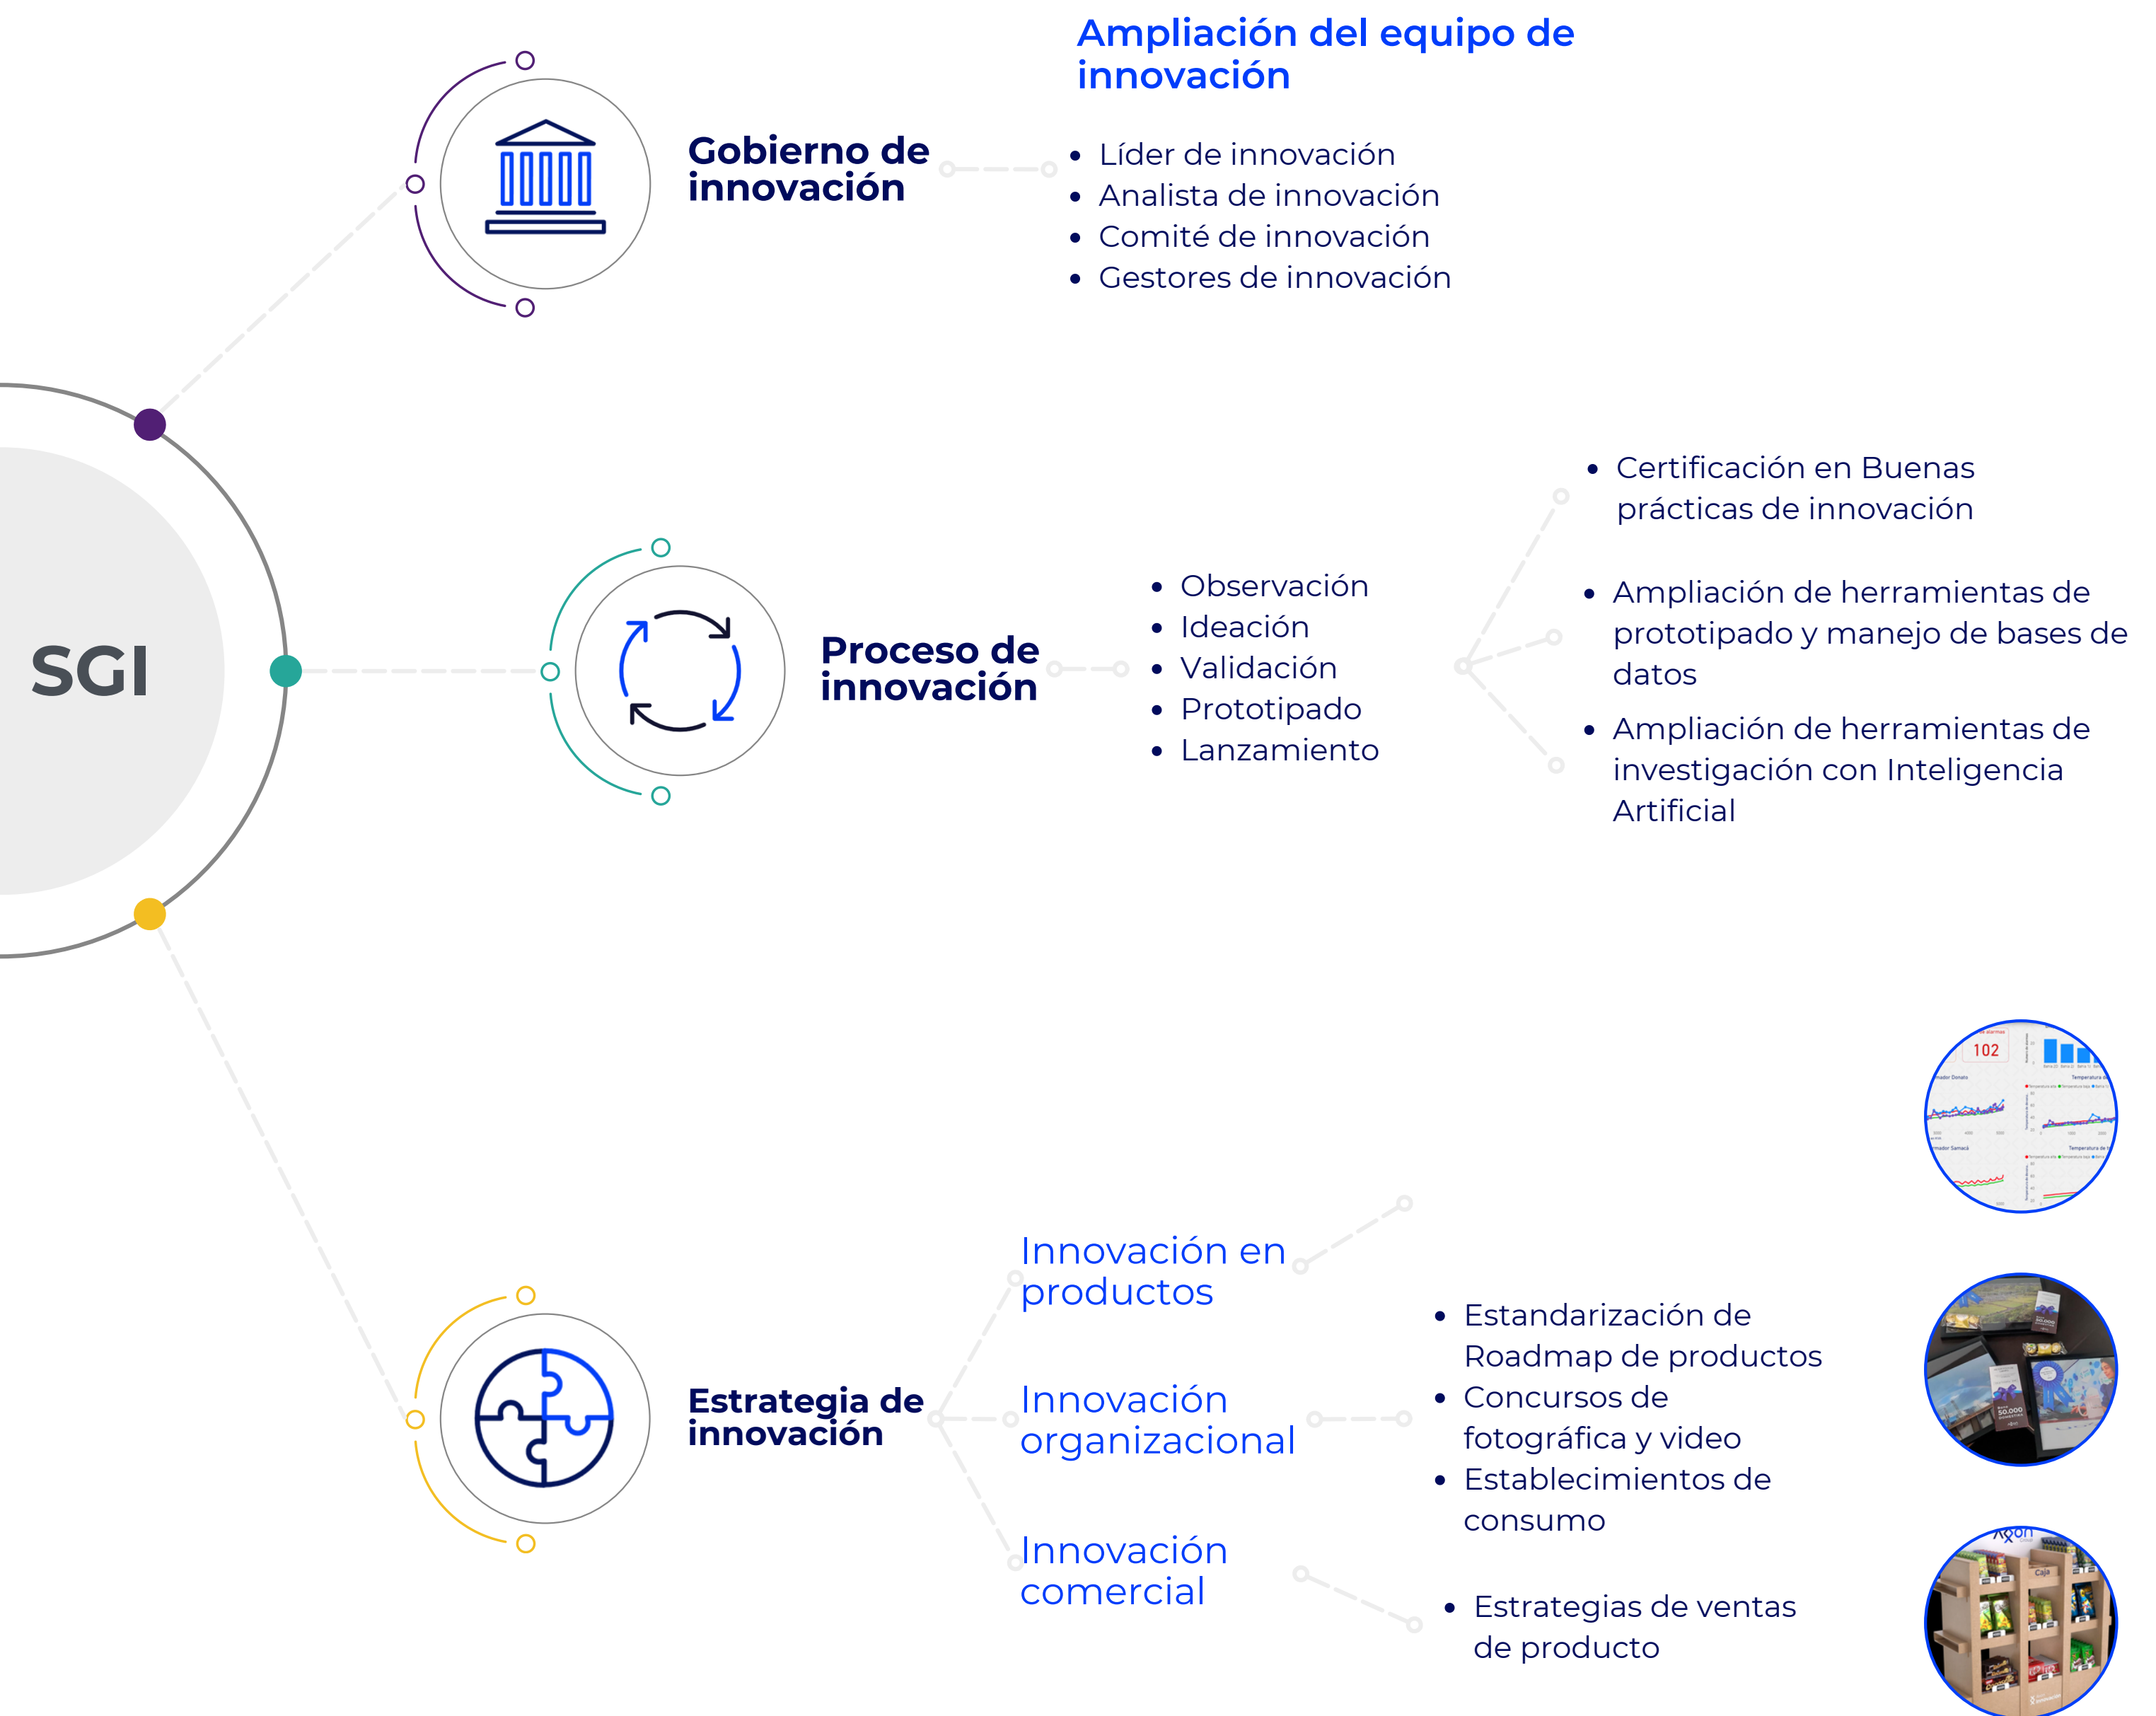 Ampliación del equipo de
innovación
Gobierno de
innovación
• Líder de innovación
• Analista de innovación
• Comité de innovación
• Gestores de innovación
SGI
Proceso de
innovación
• Observación
• Ideación
• Validación
• Prototipado
• Lanzamiento
• Certificación en Buenas
prácticas de innovación
• Ampliación de herramientas de
prototipado y manejo de bases de
datos
• Ampliación de herramientas de
investigación con Inteligencia
Artificial
Estrategia de
innovación
Innovación en
productos
Innovación
organizacional
Innovación
comercial
• Estandarización de
Roadmap de productos
• Concursos de
fotográfica y video
• Establecimientos de
consumo
• Estrategias de ventas
de producto
102
50.000
Caja